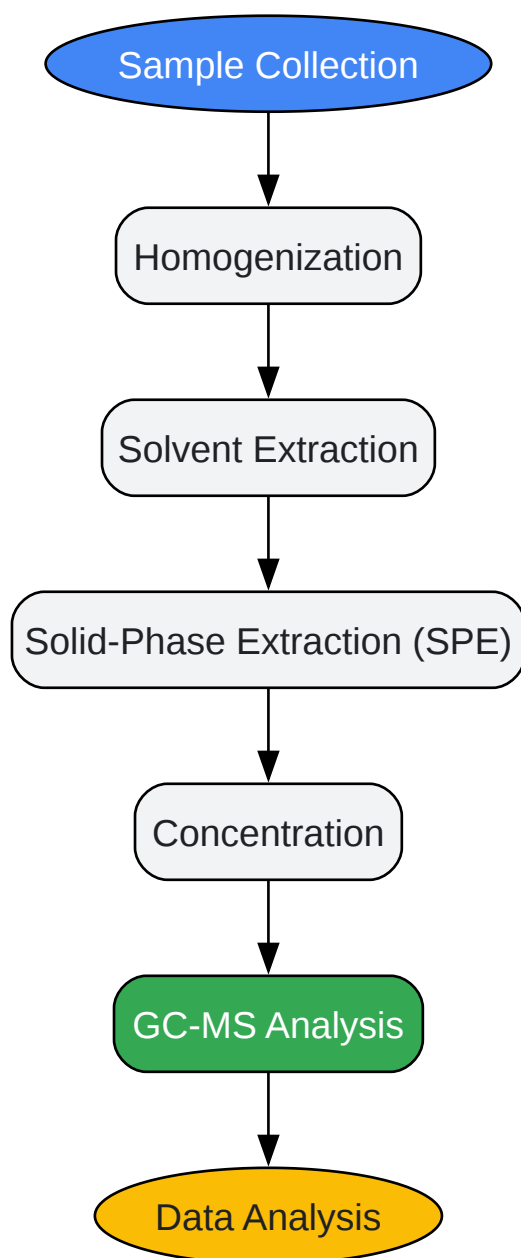 Sample Collection
Homogenization
Solvent Extraction
Solid-Phase Extraction (SPE)
Concentration
GC-MS Analysis
Data Analysis